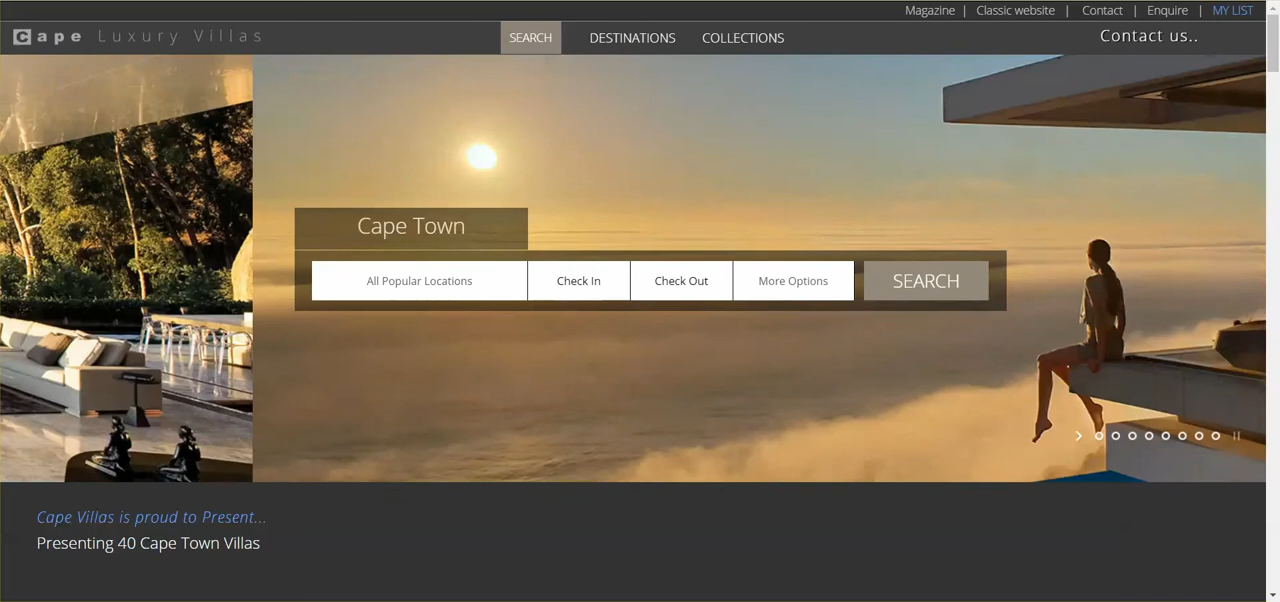 Magazine | Classic website | Contact | Enquire | MY LIST
Cape Luxury Villas
SEARCH DESTINATIONS COLLECTIONS
Contact us..
Cape Town
All Popular Locations Check In Check Out More Options SEARCH
Cape Villas is proud to Present...
Presenting 40 Cape Town Villas